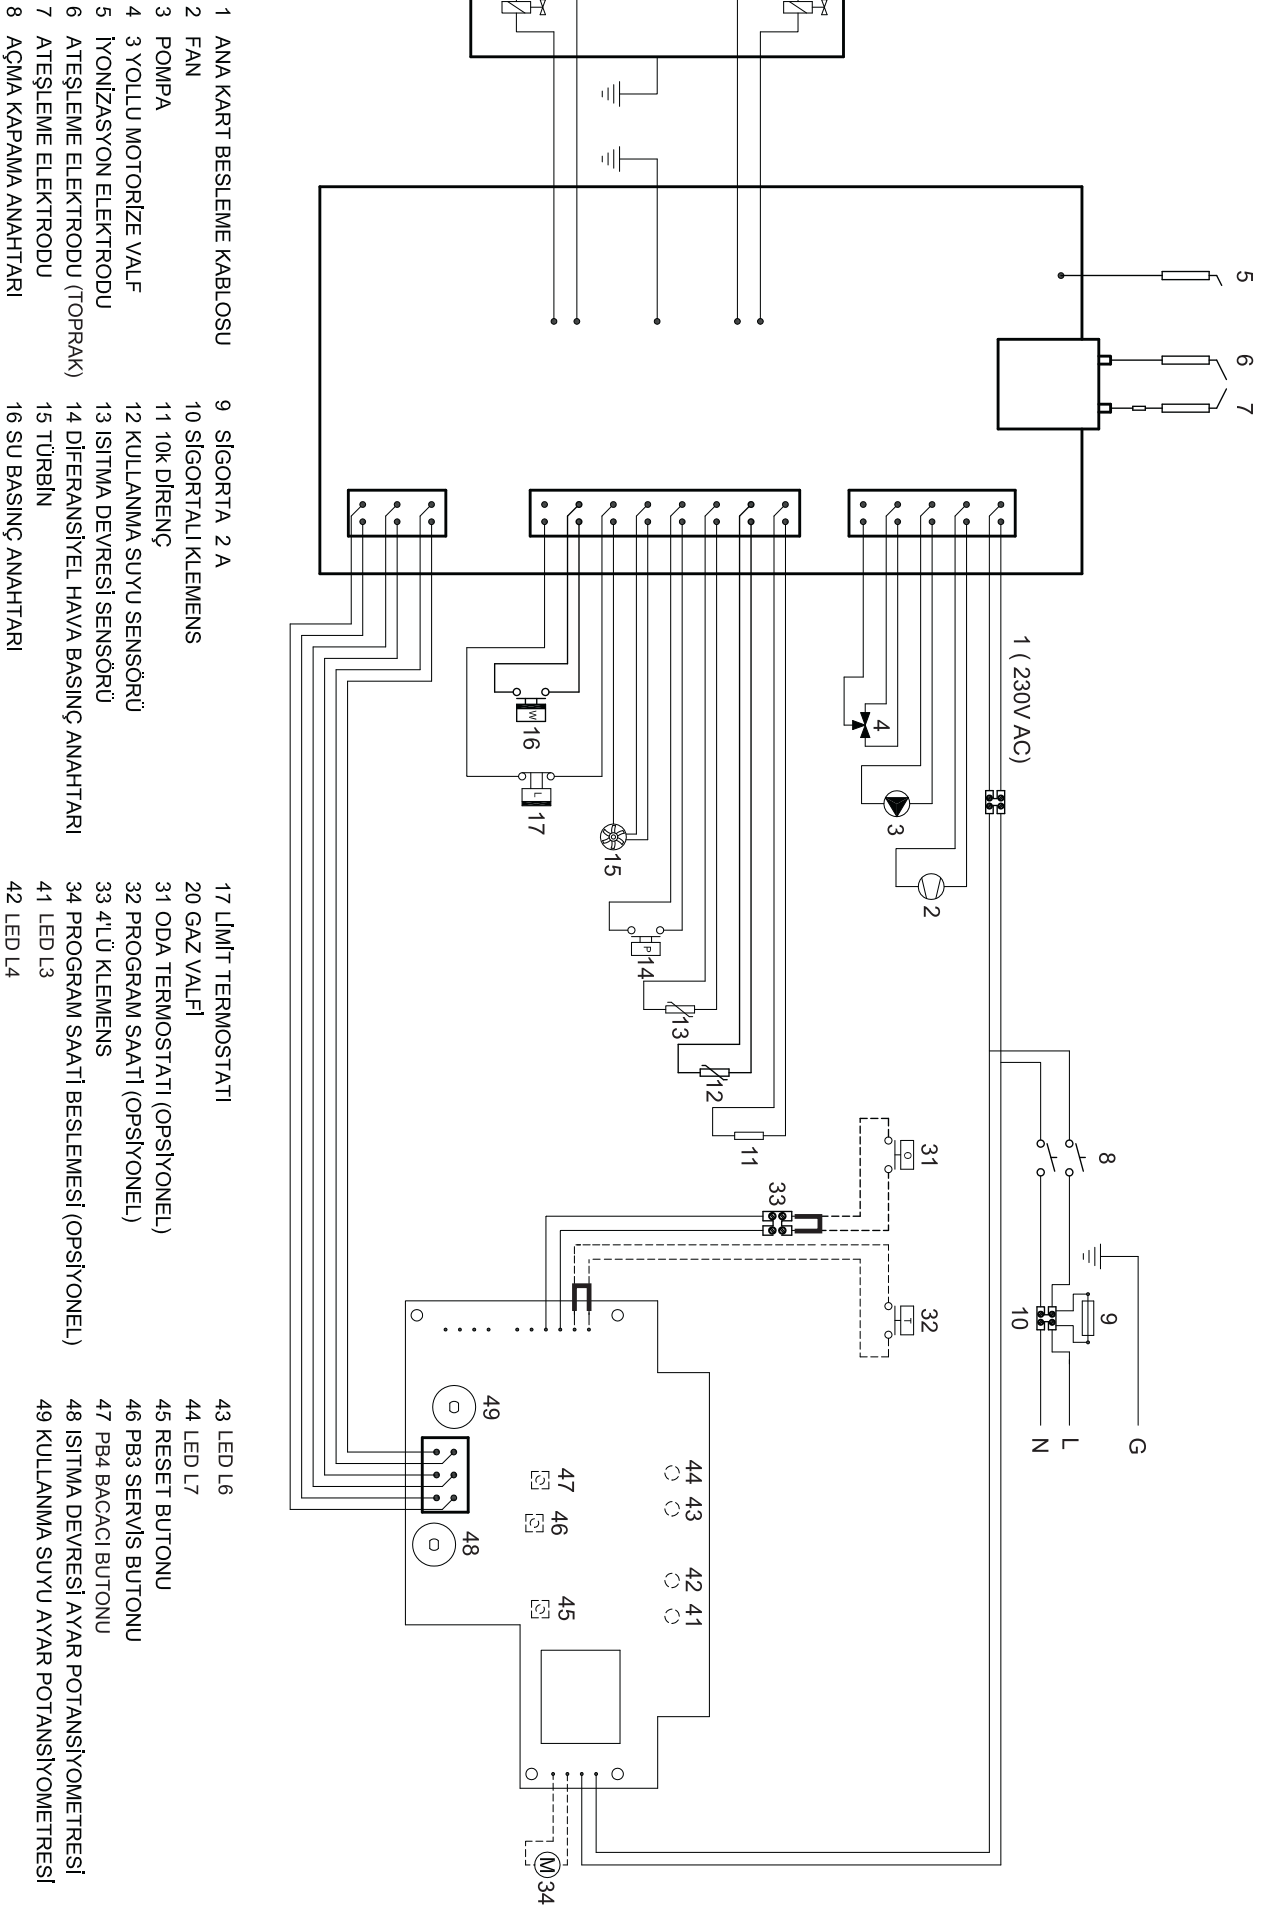 5
6
7
1 ( 230V AC)
4
3
2
16
W
17
L
15
14
P
13
12
11
8
9
10
G
L
N
31
O
33
32
T
49
48
47
46
45
44
43
42
41
M
34
1 ANA KART BESLEME KABLOSU
2 FAN
3 POMPA
4 3 YOLLU MOTORİZE VALF
5 İYONİZASYON ELEKTRODU
6 ATEŞLEME ELEKTRODU (TOPRAK)
7 ATEŞLEME ELEKTRODU
8 AÇMA KAPAMA ANAHTARI
9 SİGORTA 2 A
10 SİGORTALI KLEMENS
11 10k DİRENÇ
12 KULLANMA SUYU SENSÖRÜ
13 ISITMA DEVRESİ SENSÖRÜ
14 DİFERANSİYEL HAVA BASINÇ ANAHTARI
15 TÜRBİN
16 SU BASINÇ ANAHTARI
17 LİMİT TERMOSTATI
20 GAZ VALFİ
31 ODA TERMOSTATI (OPSİYONEL)
32 PROGRAM SAATİ (OPSİYONEL)
33 4'LÜ KLEMENS
34 PROGRAM SAATİ BESLEMESİ (OPSİYONEL)
41 LED L3
42 LED L4
43 LED L6
44 LED L7
45 RESET BUTONU
46 PB3 SERVİS BUTONU
47 PB4 BACACI BUTONU
48 ISITMA DEVRESİ AYAR POTANSİYOMETRESİ
49 KULLANMA SUYU AYAR POTANSİYOMETRESİ